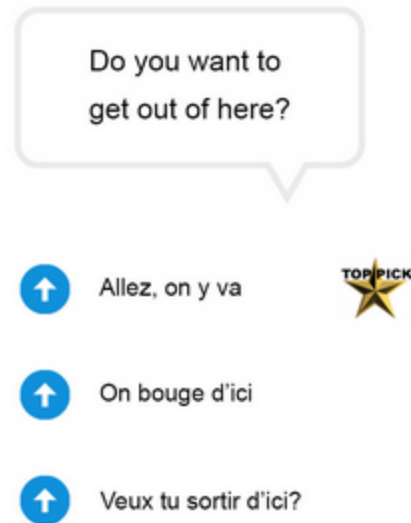 Do you want to
get out of here?
Allez, on y va
TOP PICK
On bouge d'ici
Veux tu sortir d'ici?